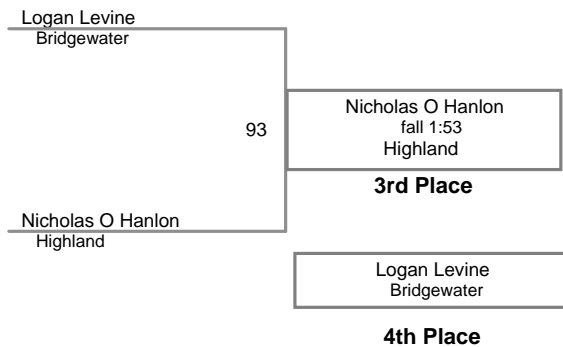 Logan Levine
Bridgewater
93
Nicholas O Hanlon
fall 1:53
Highland
3rd Place
Nicholas O Hanlon
Highland
Logan Levine
Bridgewater
4th Place